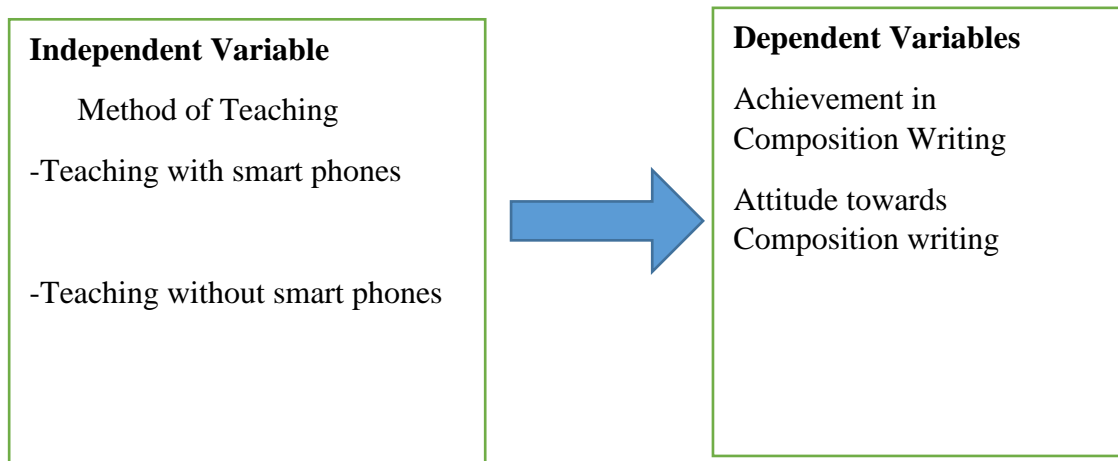 Independent Variable
Method of Teaching
-Teaching with smart phones
-Teaching without smart phones
Dependent Variables
Achievement in
Composition Writing
Attitude towards
Composition writing